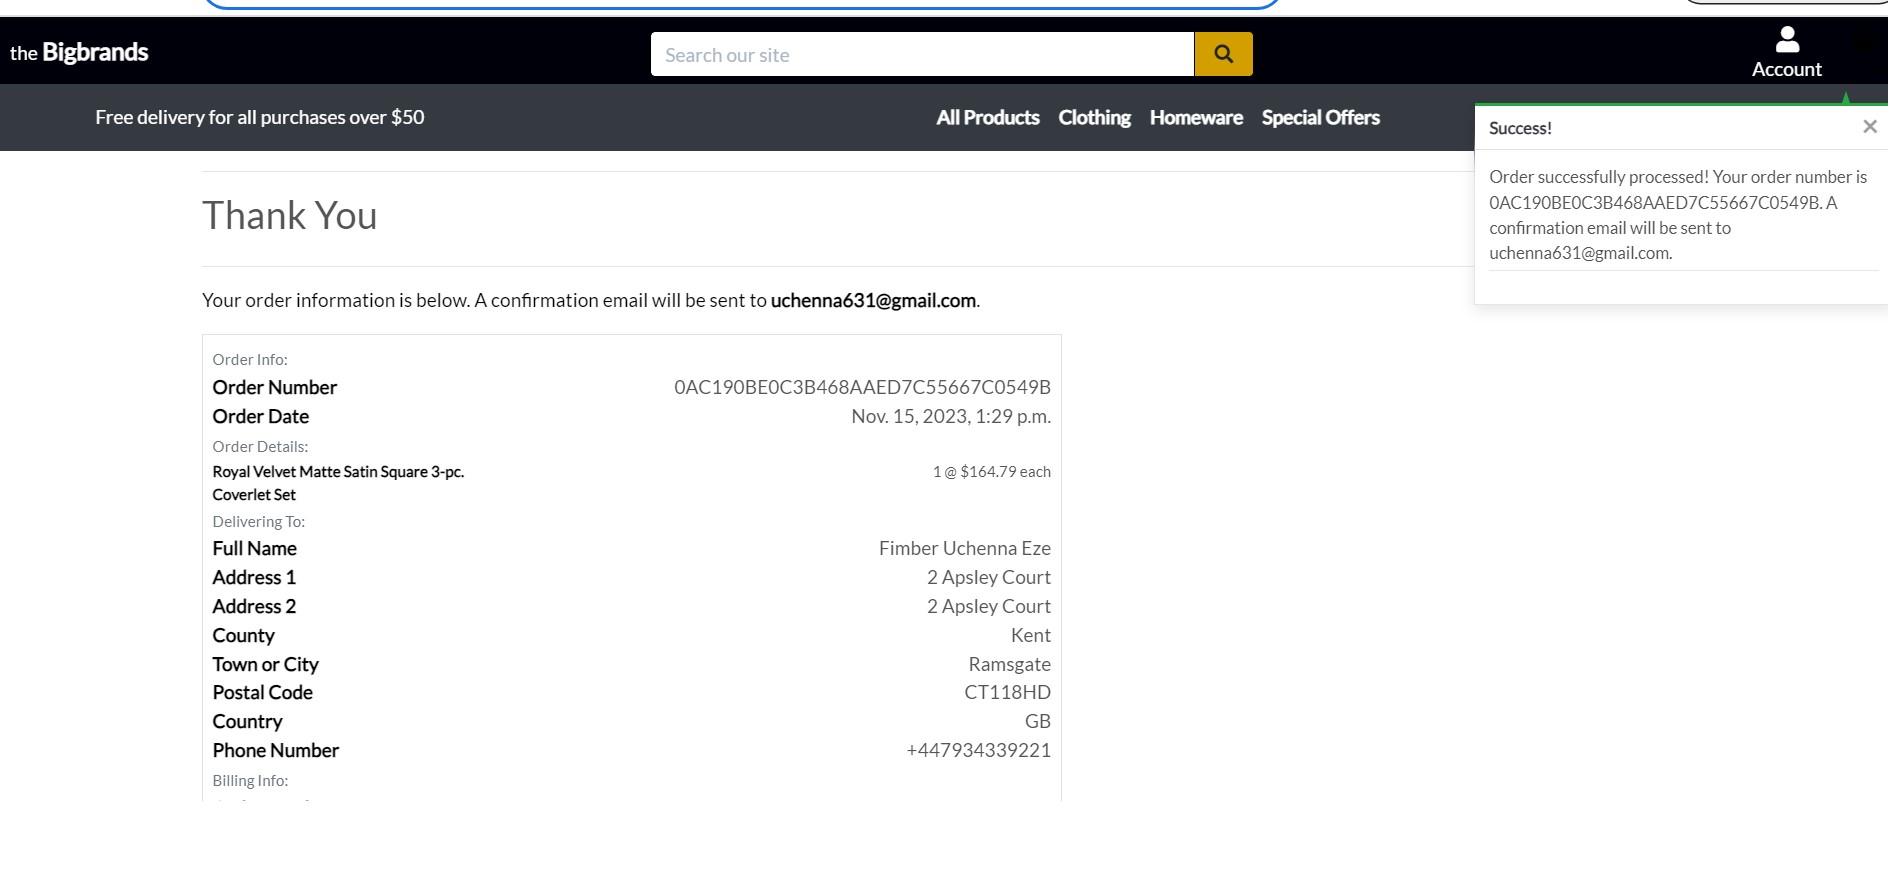 the Bigbrands
Search our site
Account
Free delivery for all purchases over $50
All Products Clothing Homeware Special Offers
Success!
Order successfully processed! Your order number is
0AC190BE0C3B468AAED7C55667C0549B. A
confirmation email will be sent to
uchenna631@gmail.com.
Thank You
Your order information is below. A confirmation email will be sent to uchenna631@gmail.com.
Order Info:
Order Number 0AC190BE0C3B468AAED7C55667C0549B
Order Date Nov. 15, 2023, 1:29 p.m.
Order Details:
Royal Velvet Matte Satin Square 3-pc. 1 @ $164.79 each
Coverlet Set
Delivering To:
Full Name Fimber Uchenna Eze
Address 1 2 Apsley Court
Address 2 2 Apsley Court
County Kent
Town or City Ramsgate
Postal Code CT118HD
Country GB
Phone Number +447934339221
Billing Info: